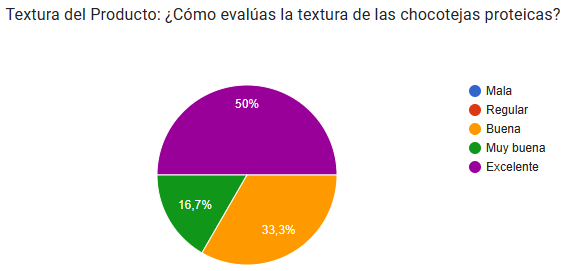 Textura del Producto: ¿Cómo evalúas la textura de las chocotejas proteicas?
50%
16,7%
33,3%
Mala
Regular
Buena
Muy buena
Excelente